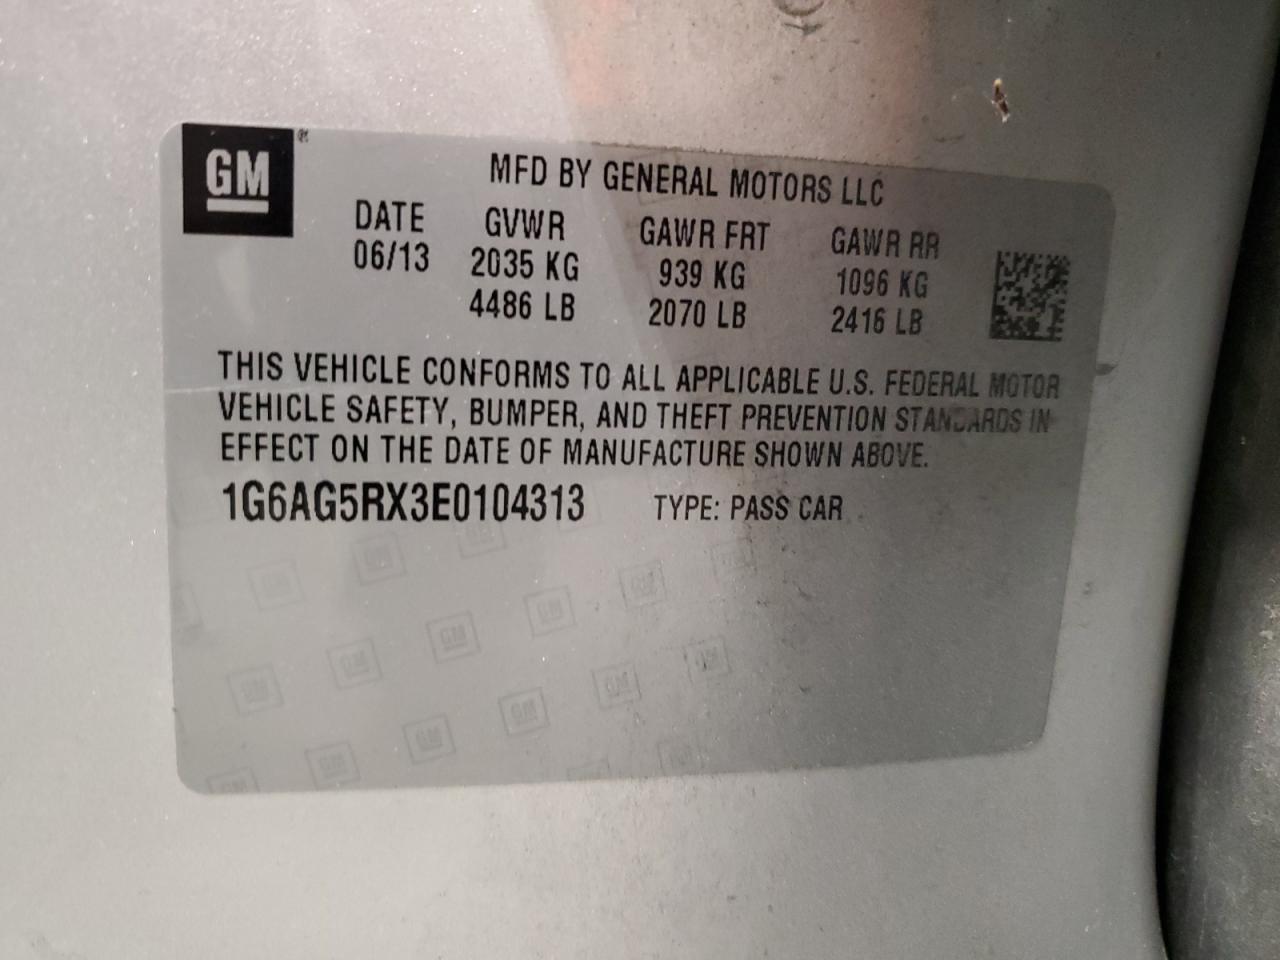 GM®
MFD BY GENERAL MOTORS LLC
DATE GVWR GAWR FRT GAWR RR
06/13 2035 KG 939 KG 1096 KG
4486 LB 2070 LB 2416 LB
THIS VEHICLE CONFORMS TO ALL APPLICABLE U.S. FEDERAL MOTOR
VEHICLE SAFETY, BUMPER, AND THEFT PREVENTION STANDARDS IN
EFFECT ON THE DATE OF MANUFACTURE SHOWN ABOVE.
1G6AG5RX3E0104313 TYPE: PASS CAR